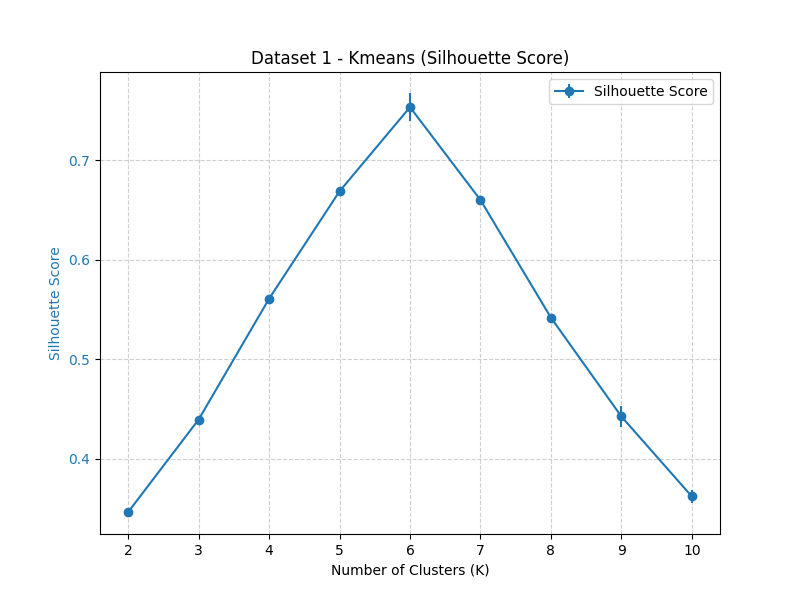 Dataset 1 - Kmeans (Silhouette Score)
Silhouette Score
0.7
0.6
0.5
0.4
Silhouette Score
2 3 4 5 6 7 8 9 10
Number of Clusters (K)